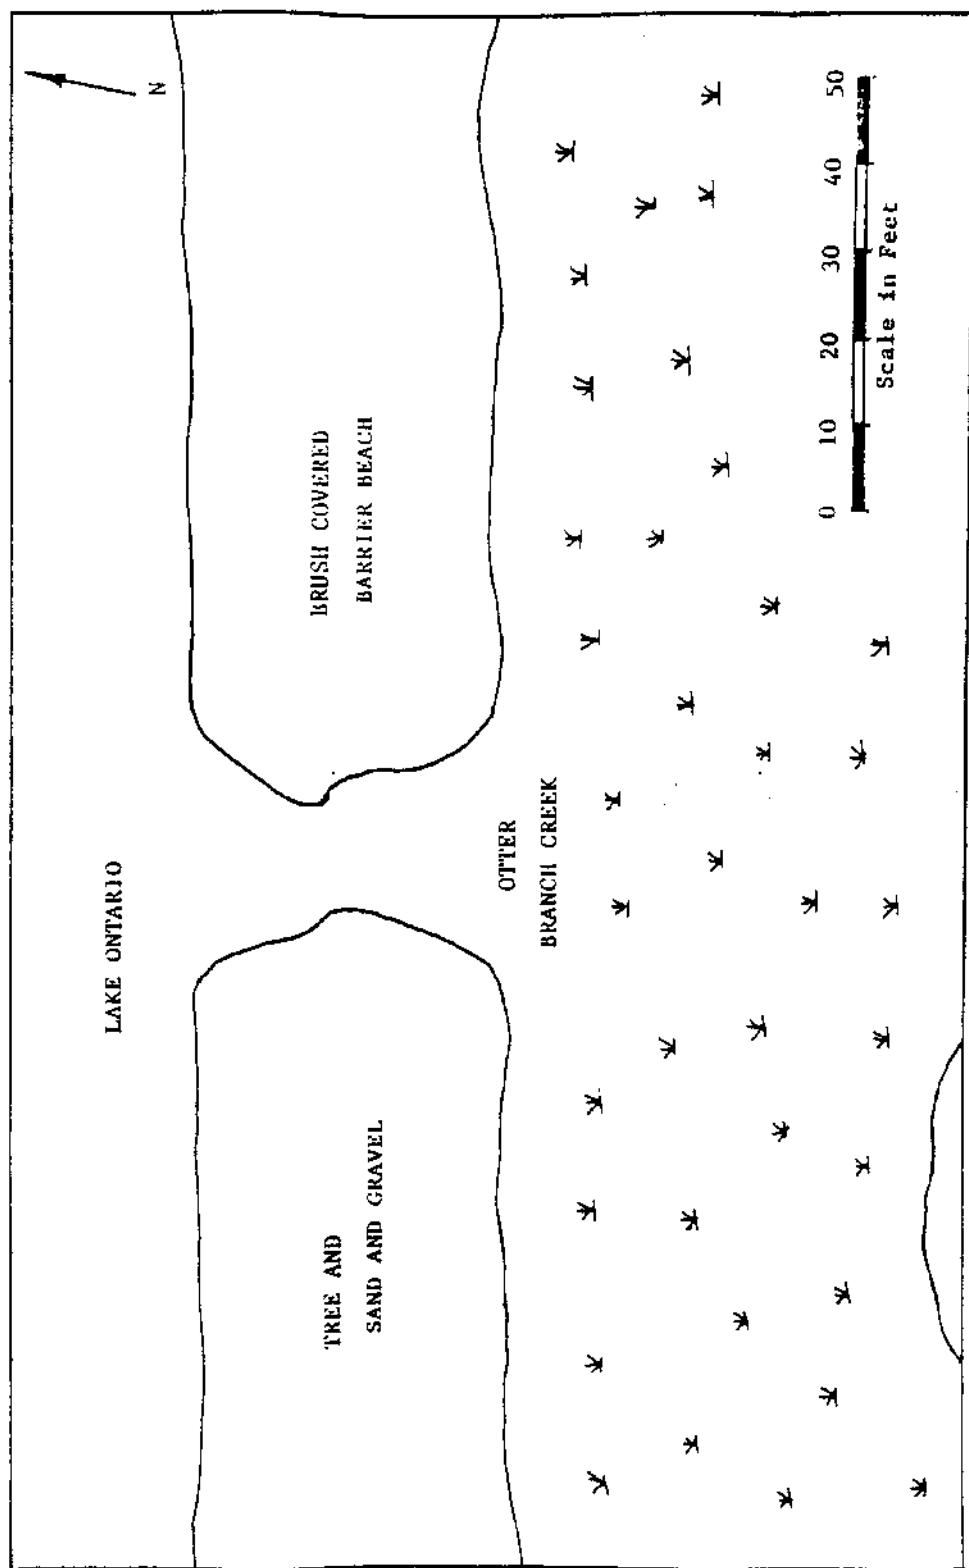 N
LAKE ONTARIO
TREE AND
SAND AND GRAVEL
BRUSH COVERED
BARRIER BEACH
OTTER
BRANCH CREEK
0 10 20 30 40 50
Scale in Feet